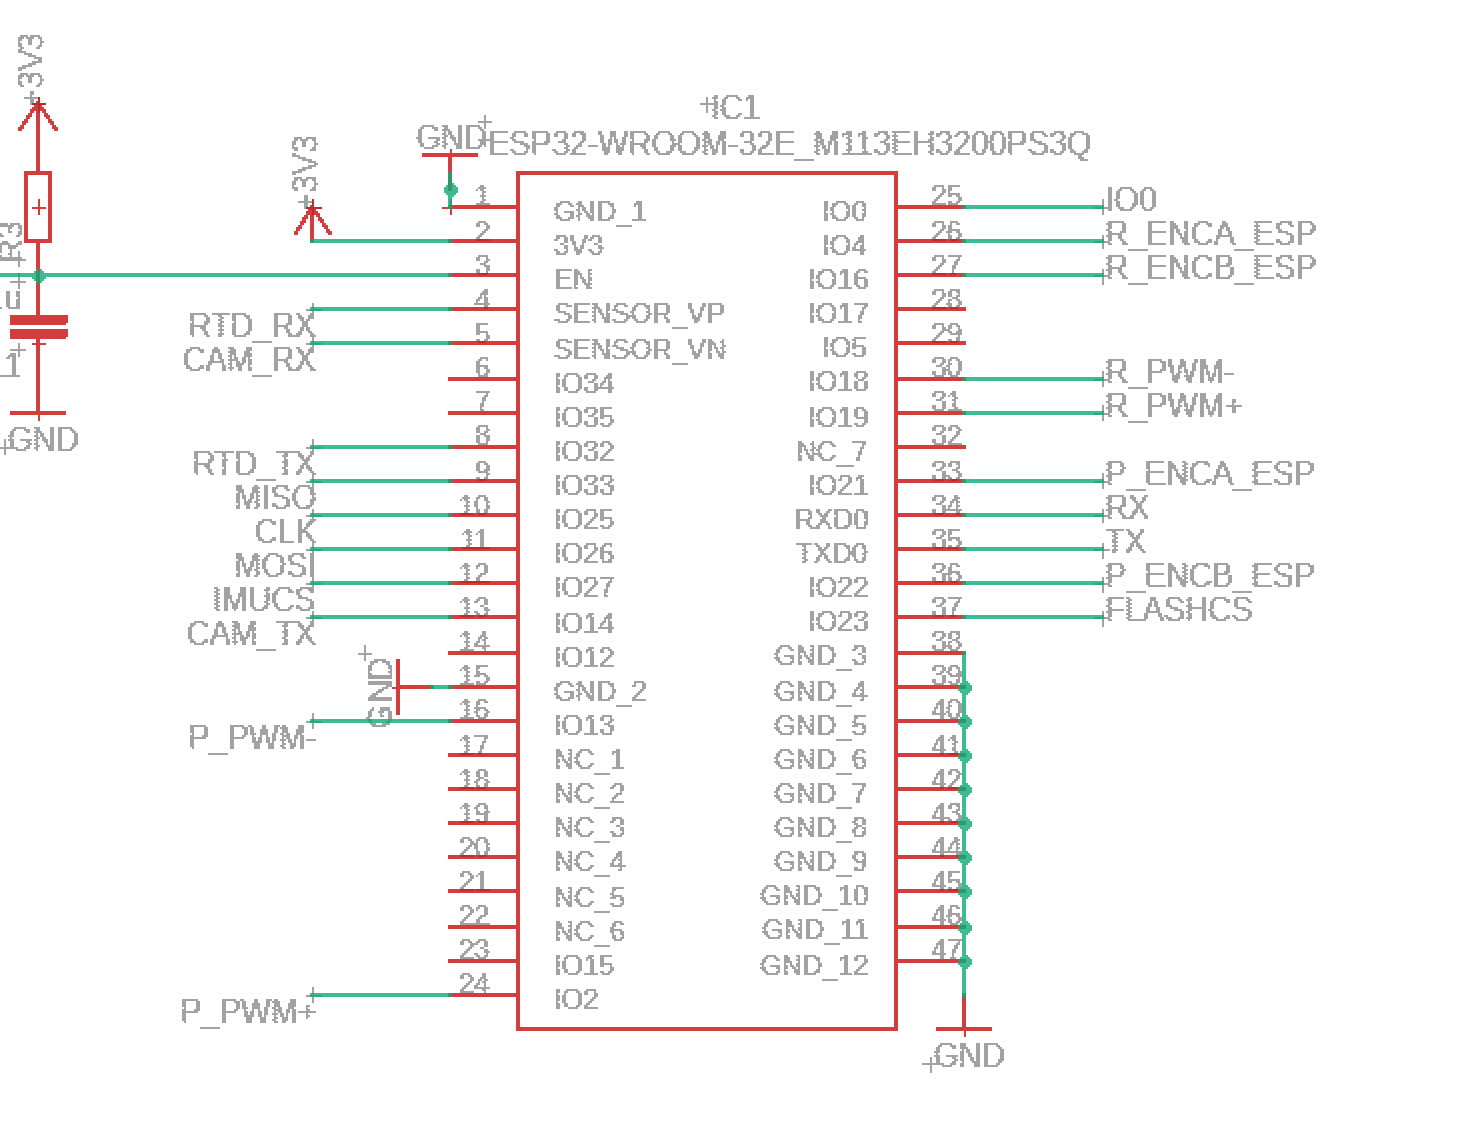 +3V3
R3
GND
+3V3
GND
IC1
ESP32-WROOM-32E_M113EH3200PS3Q
1 GND_1 IO0 25 IO0
2 3V3 IO4 26 R_ENCA_ESP
3 EN IO16 27 R_ENCB_ESP
RTD_RX 4 SENSOR_VP IO17 28
CAM_RX 5 SENSOR_VN IO5 29
6 IO34 IO18 30 R_PWM-
7 IO35 IO19 31 R_PWM+
RTD_TX 8 IO32 NC_7 32
MISO 9 IO33 IO21 33 P_ENCA_ESP
CLK 10 IO25 RXD0 34 RX
MOSI 11 IO26 TXD0 35 TX
IMUCS 12 IO27 IO22 36 P_ENCB_ESP
CAM_TX 13 IO14 IO23 37 FLASHCS
14 IO12 GND_3 38
GND 15 GND_2 GND_4 39
P_PWM- 16 IO13 GND_5 40
17 NC_1 GND_6 41
18 NC_2 GND_7 42
19 NC_3 GND_8 43
20 NC_4 GND_9 44
21 NC_5 GND_10 45
22 NC_6 GND_11 46
23 IO15 GND_12 47
P_PWM+ 24 IO2
GND